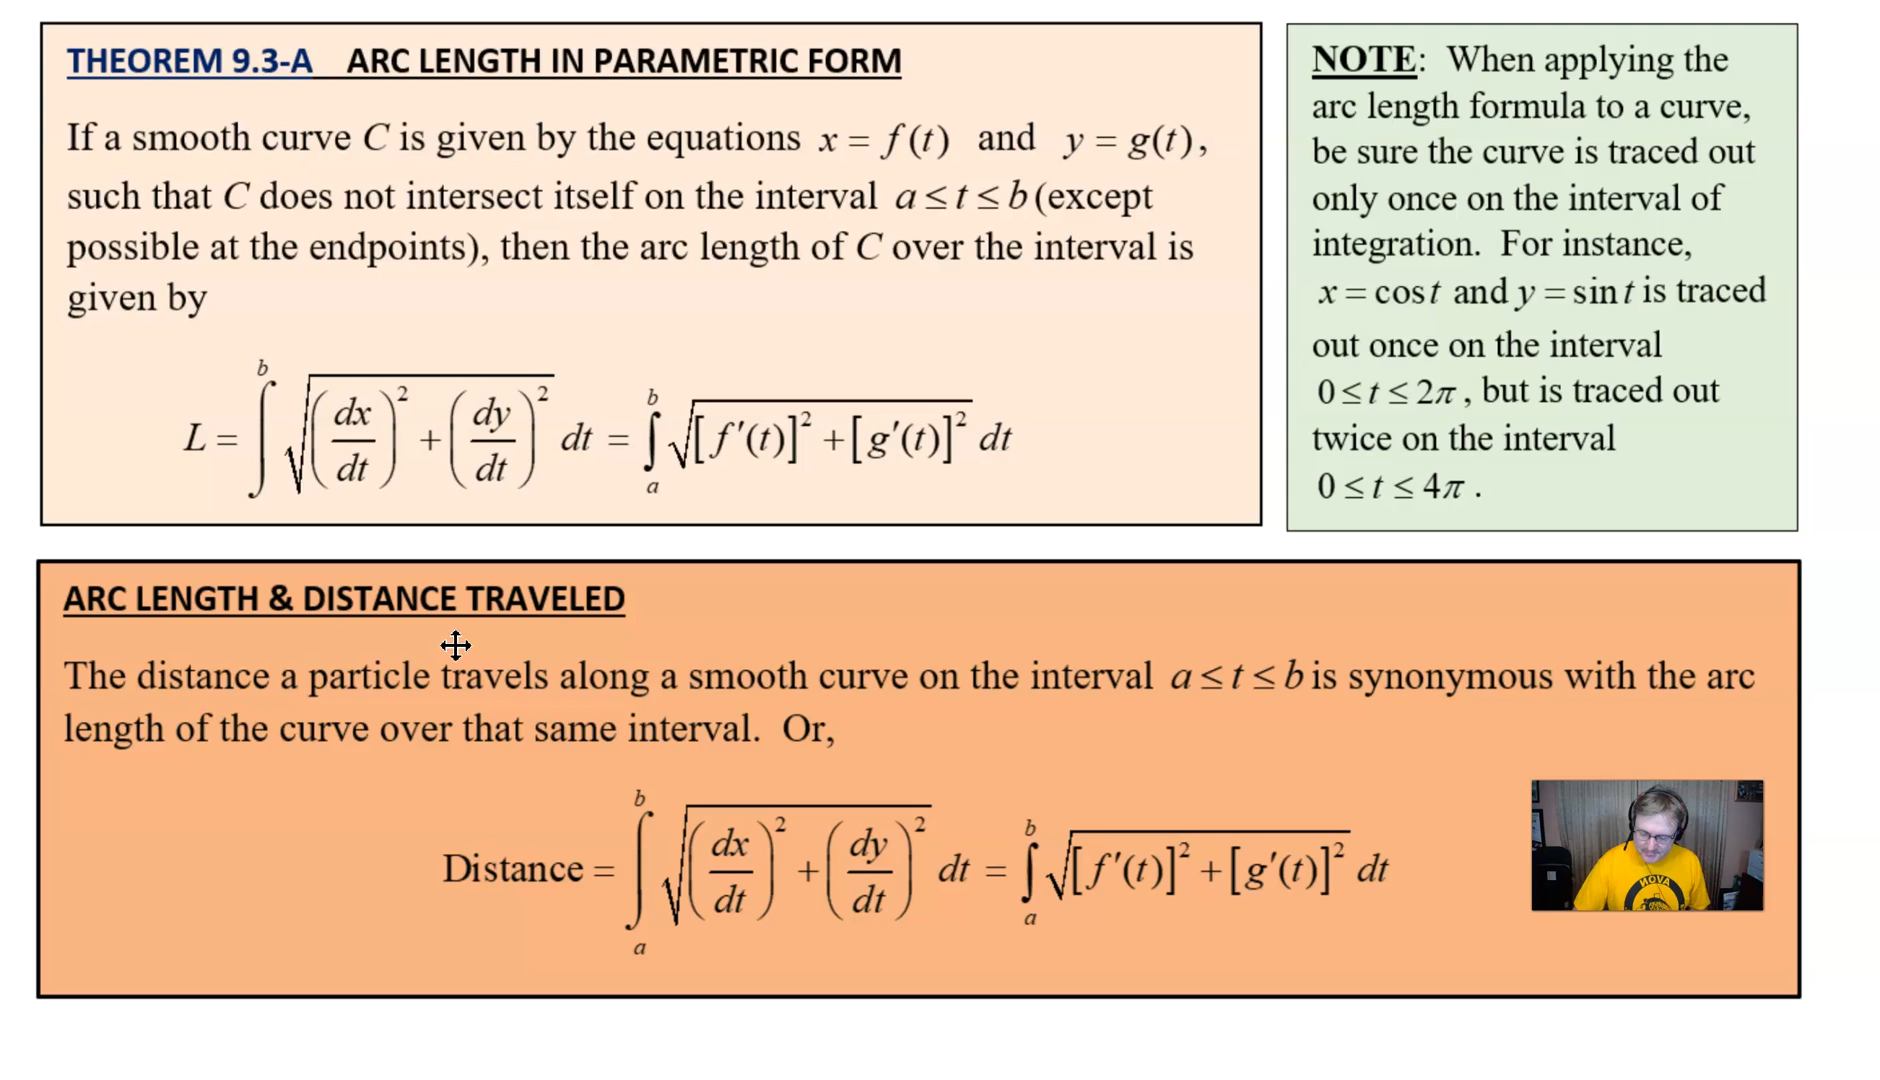 THEOREM 9.3-A ARC LENGTH IN PARAMETRIC FORM
If a smooth curve C is given by the equations x = f(t) and y = g(t),
such that C does not intersect itself on the interval a ≤ t ≤ b (except
possible at the endpoints), then the arc length of C over the interval is
given by
L = ∫ b √((dx/dt)² + (dy/dt)²) dt = ∫_a^b √([f′(t)]² + [g′(t)]²) dt
NOTE: When applying the
arc length formula to a curve,
be sure the curve is traced out
only once on the interval of
integration. For instance,
x = cos t and y = sin t is traced
out once on the interval
0 ≤ t ≤ 2π, but is traced out
twice on the interval
0 ≤ t ≤ 4π.
ARC LENGTH & DISTANCE TRAVELED
The distance a particle travels along a smooth curve on the interval a ≤ t ≤ b is synonymous with the arc
length of the curve over that same interval. Or,
Distance = ∫_a^b √((dx/dt)² + (dy/dt)²) dt = ∫_a^b √([f′(t)]² + [g′(t)]²) dt
NOVA